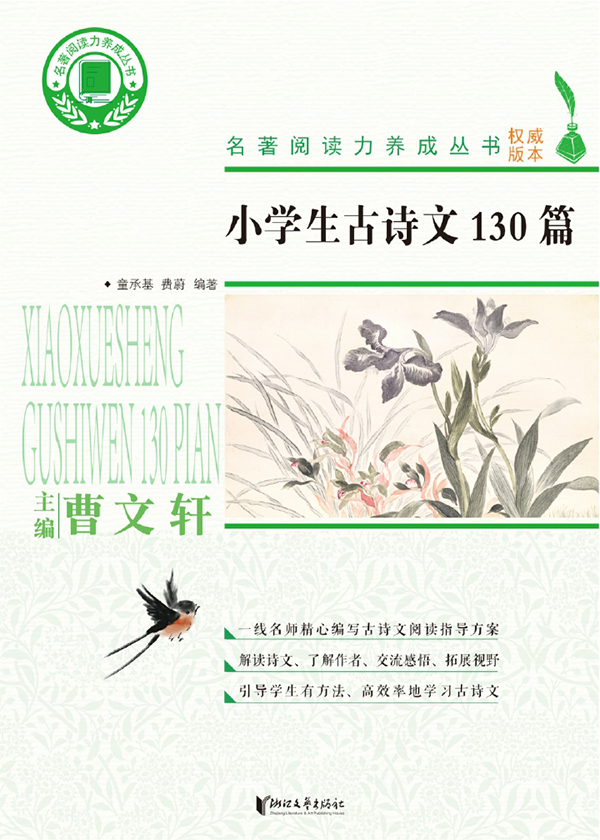 名著阅读力养成丛书
名著阅读力养成丛书 权威版本
小学生古诗文130篇
童承基 费蔚 编著
XIAOXUESHENG
GUSHIWEN 130 PIAN
主编 曹文轩
一线名师精心编写古诗文阅读指导方案
解读诗文、了解作者、交流感悟、拓展视野
引导学生有方法、高效率地学习古诗文
浙江文艺出版社
Zhejiang Literature & Art Publishing House